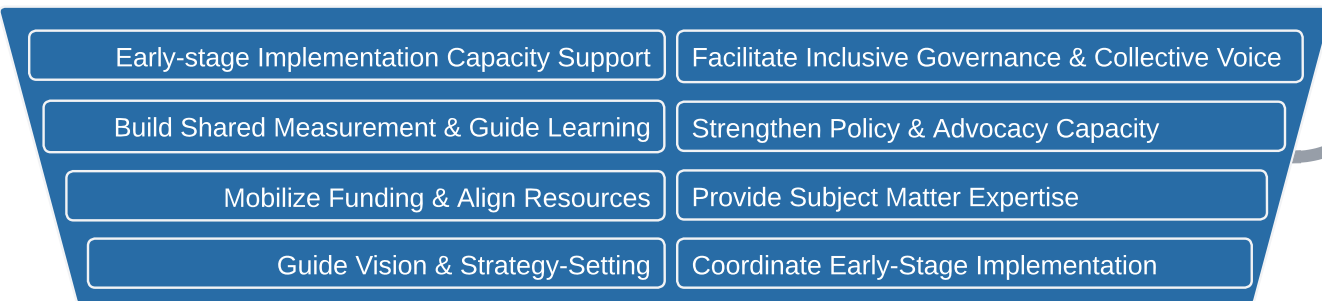 Early-stage Implementation Capacity Support
Facilitate Inclusive Governance & Collective Voice
Build Shared Measurement & Guide Learning
Strengthen Policy & Advocacy Capacity
Mobilize Funding & Align Resources
Provide Subject Matter Expertise
Guide Vision & Strategy-Setting
Coordinate Early-Stage Implementation